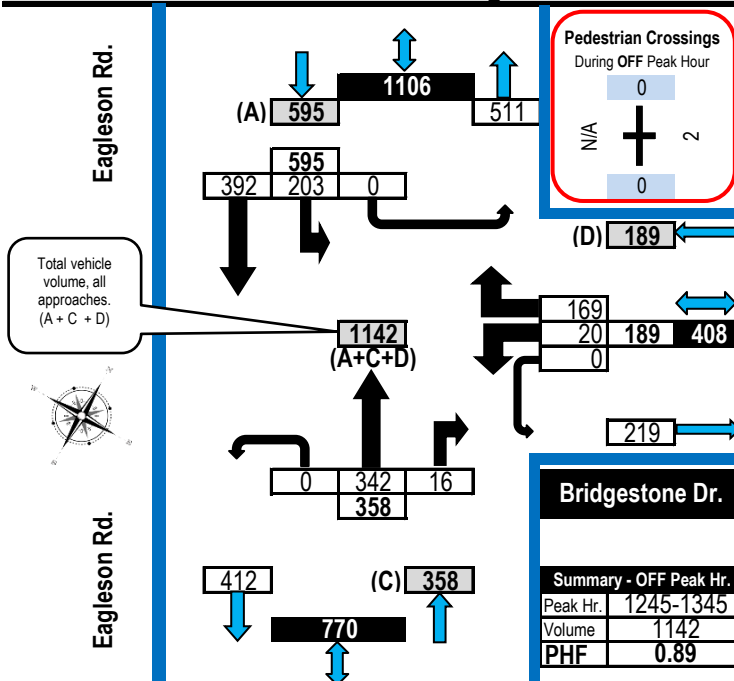 Eagleson Rd.
(A) 595
1106
511
595
392 203 0
Pedestrian Crossings
During OFF Peak Hour
0
N/A
2
0
(D) 189
Total vehicle
volume, all
approaches.
(A + C + D)
1142
(A+C+D)
169
20 189 408
0
219
0 342 16
358
Eagleson Rd.
412
(C) 358
770
Bridgestone Dr.
Summary - OFF Peak Hr.
Peak Hr. 1245-1345
Volume 1142
PHF 0.89